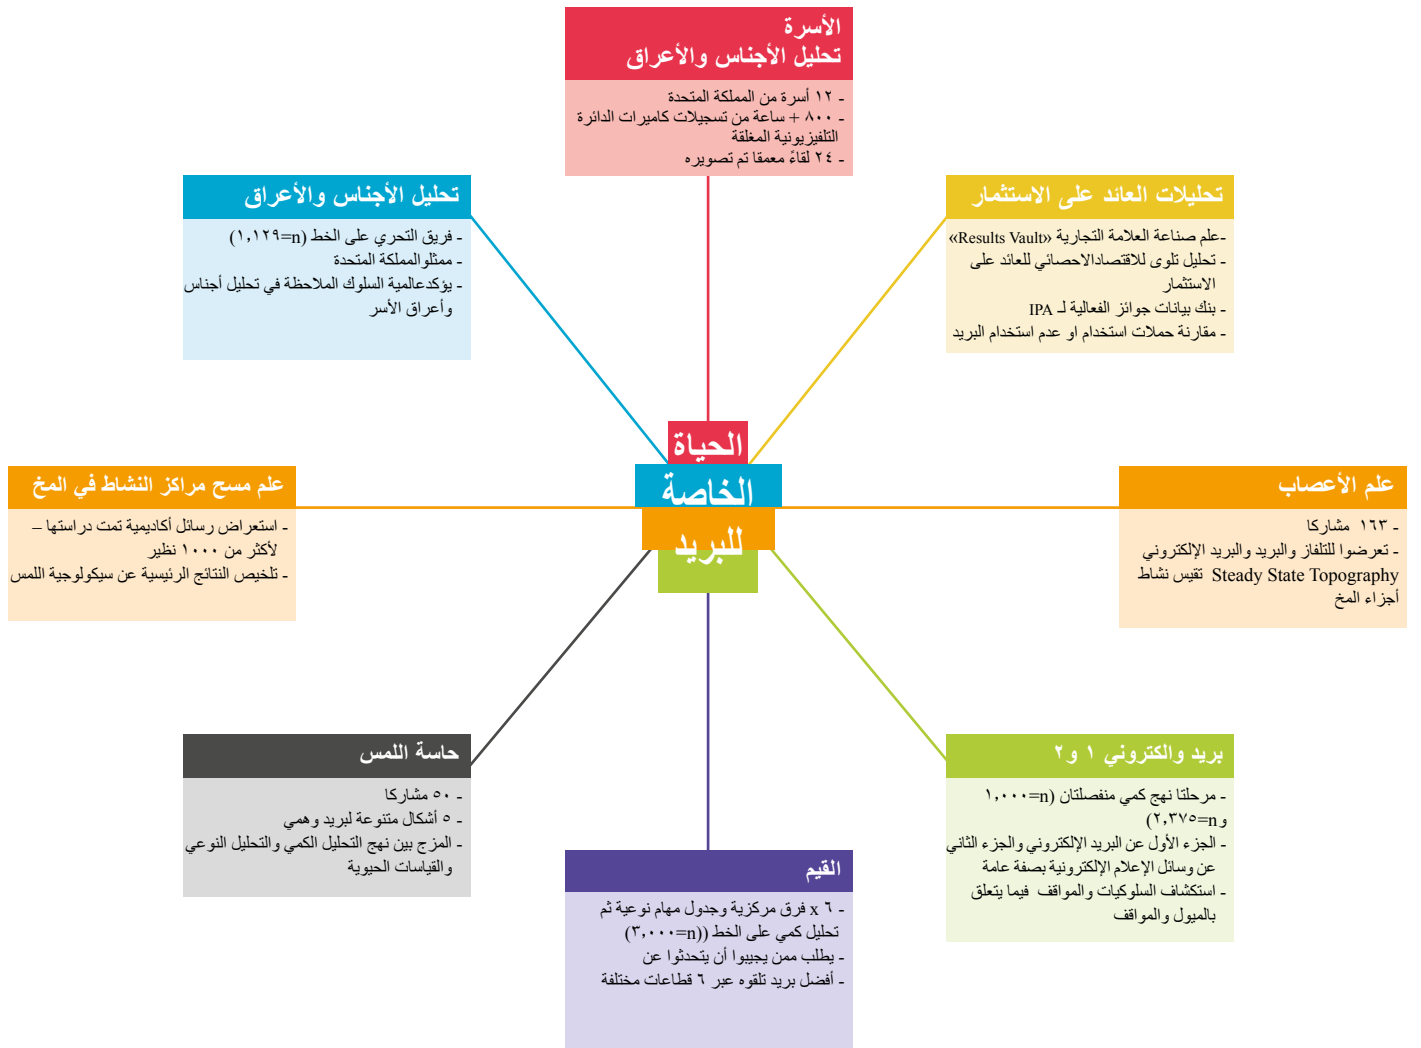 الأسرة
تحليل الأجناس والأعراق
- ١٢ أسرة من المملكة المتحدة
- ٨٠٠ + ساعة من تسجيلات كاميرات الدائرة
التلفيزيونية المغلقة
- ٢٤ لقاءً معمقا تم تصويره
تحليلات العائد على الاستثمار
-علم صناعة العلامة التجارية «Results Vault»
- تحليل تلوى للاقتصادالاحصائي للعائد على
الاستثمار
- بنك بيانات جوائز الفعالية لـ IPA
- مقارنة حملات استخدام او عدم استخدام البريد
تحليل الأجناس والأعراق
- فريق التحري على الخط (n=١,١٢٩)
- ممثلوالمملكة المتحدة
- يؤكدعالمية السلوك الملاحظة في تحليل أجناس
وأعراق الأسر
الحياة
الخاصة
للبريد
علم الأعصاب
- ١٦٣ مشاركا
- تعرضوا للتلفاز والبريد والبريد الإلكتروني
Steady State Topography تقيس نشاط
أجزاء المخ
علم مسح مراكز النشاط في المخ
- استعراض رسائل أكاديمية تمت دراستها –
لأكثر من ١٠٠٠ نظير
- تلخيص النتائج الرئيسية عن سيكولوجية اللمس
بريد والكتروني ١ و٢
- مرحلتا نهج كمي منفصلتان (n=١,٠٠٠
و n=٢,٣٧٥)
- الجزء الأول عن البريد الإلكتروني والجزء الثاني
عن وسائل الإعلام الإلكترونية بصفة عامة
- استكشاف السلوكيات والمواقف فيما يتعلق
بالميول والمواقف
حاسة اللمس
- ٥٠ مشاركا
- ٥ أشكال متنوعة لبريد وهمي
- المزج بين نهج التحليل الكمي والتحليل النوعي
والقياسات الحيوية
القيم
- ٦ x فرق مركزية وجدول مهام نوعية ثم
تحليل كمي على الخط ((n=٣,٠٠٠)
- يطلب ممن يجيبوا أن يتحدثوا عن
- أفضل بريد تلقوه عبر ٦ قطاعات مختلفة